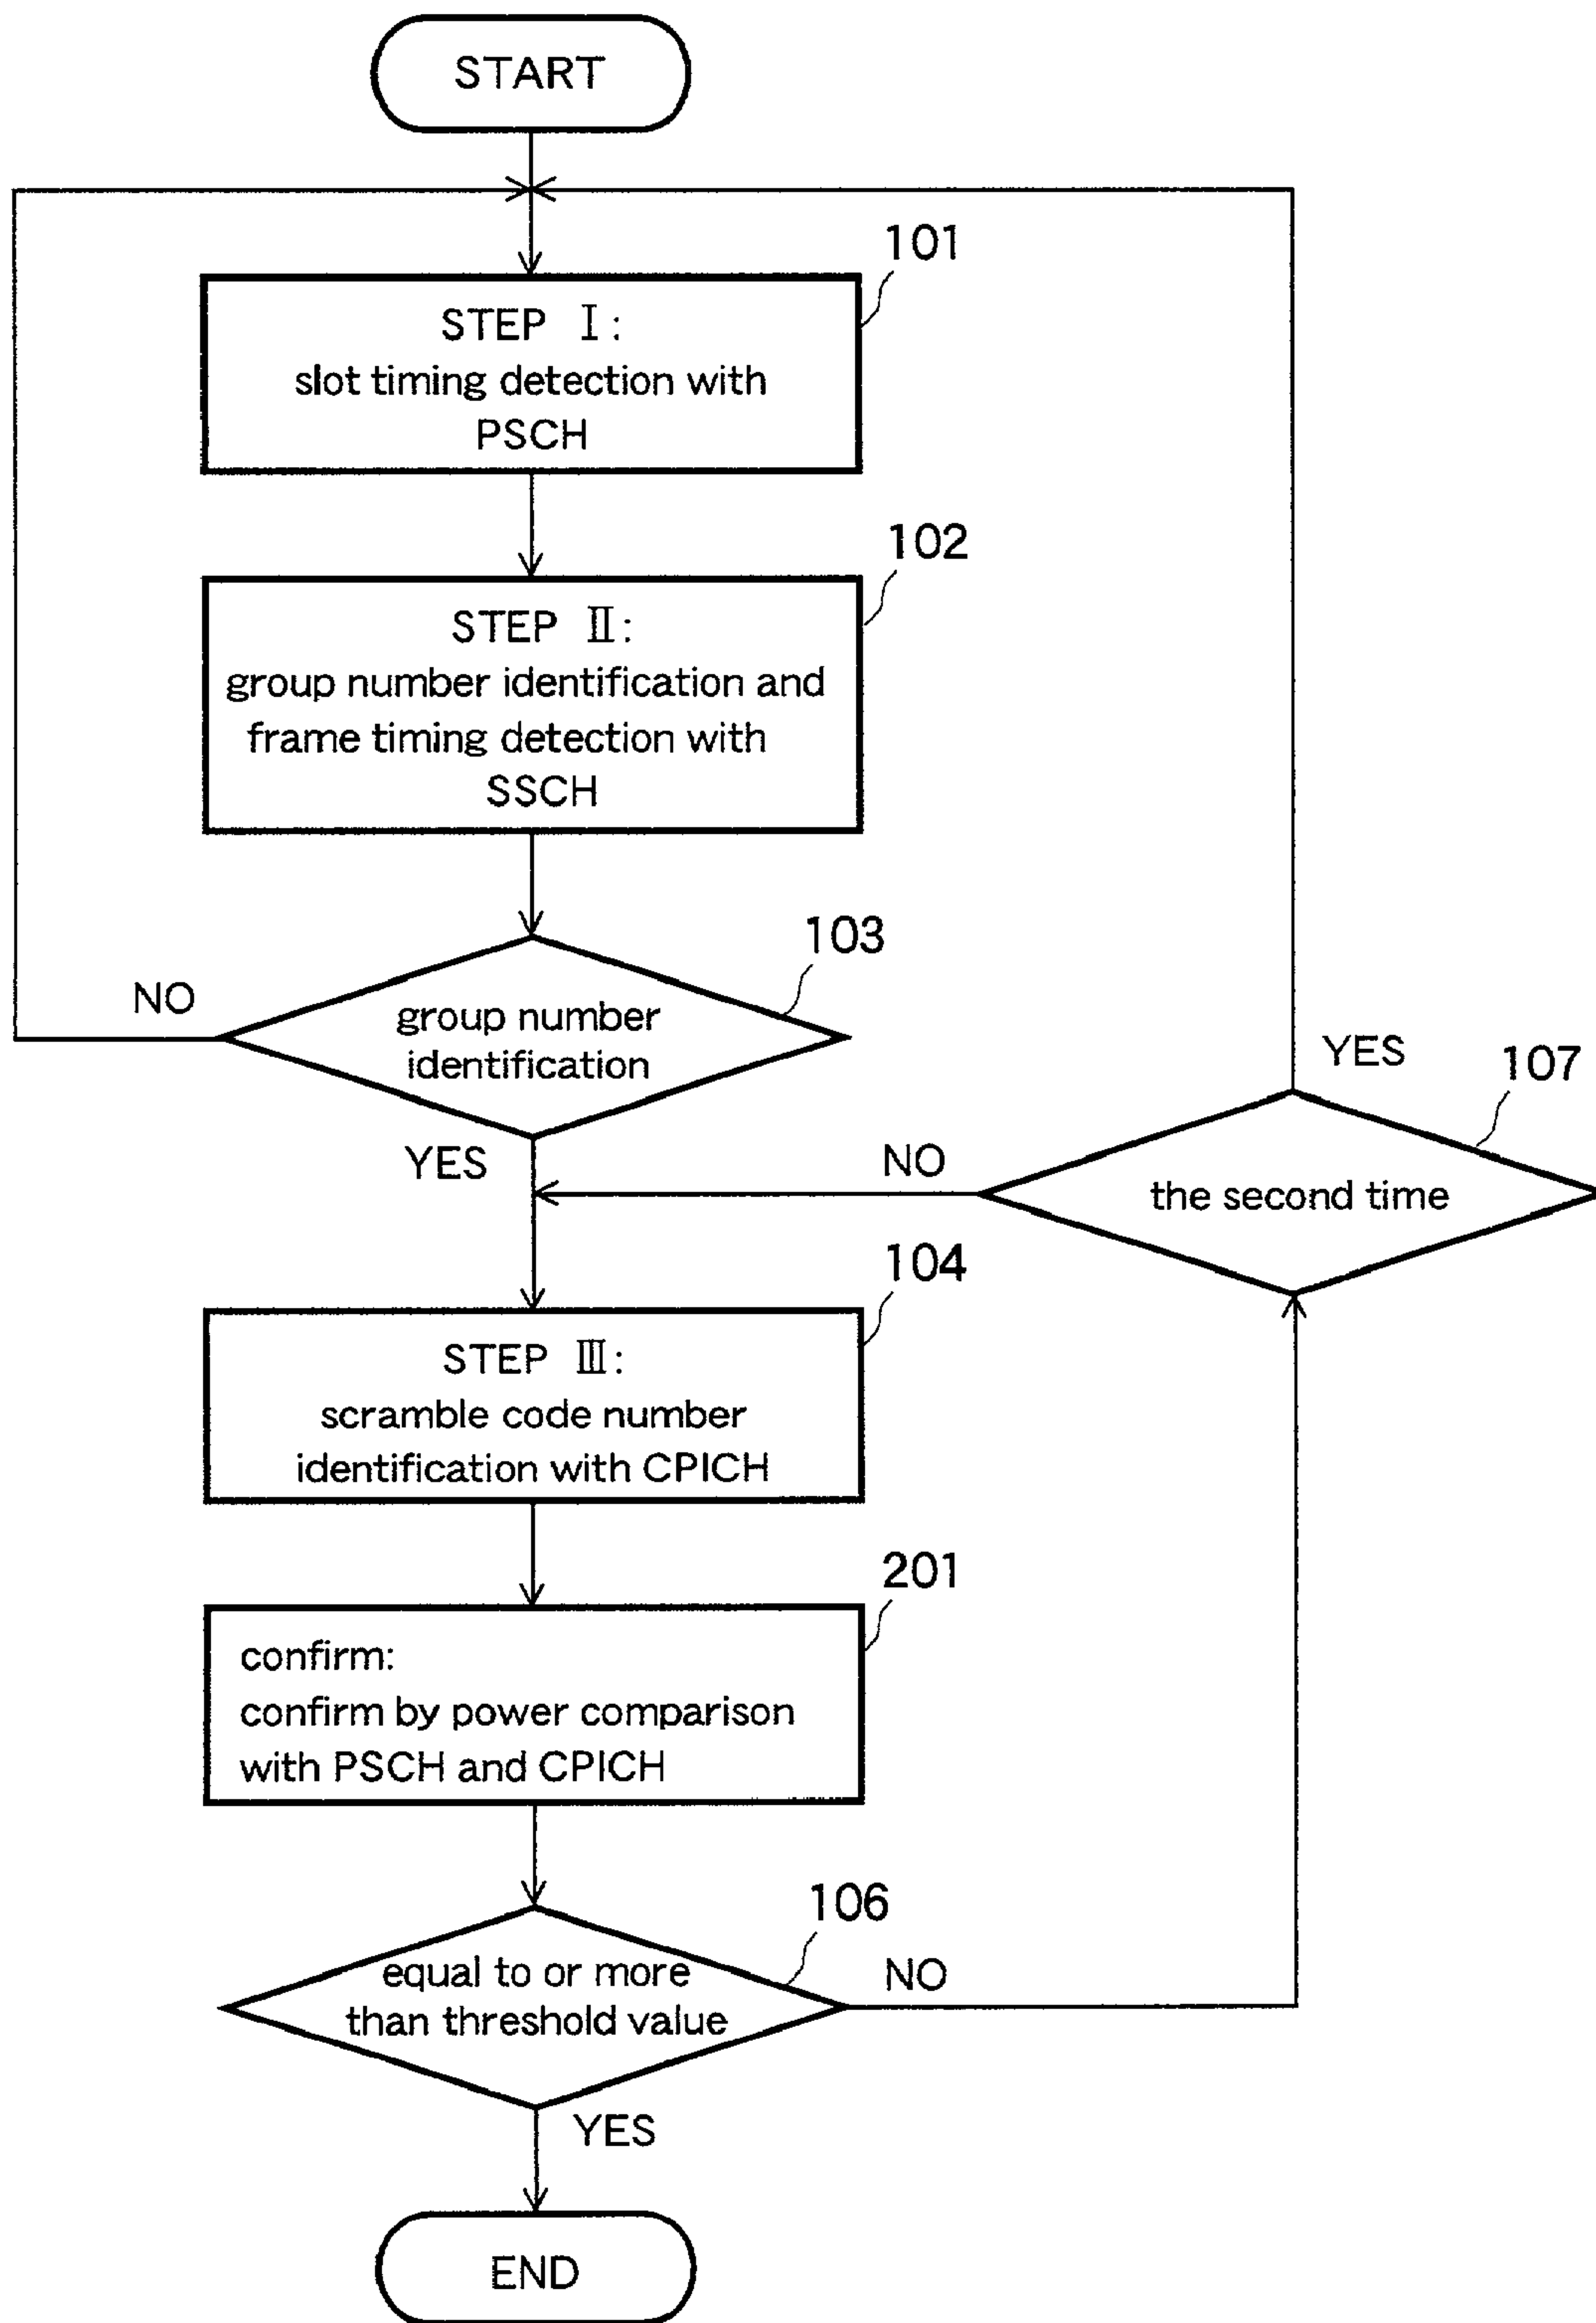 START
101
STEP Ⅰ:
slot timing detection with
PSCH
102
STEP Ⅱ:
group number identification and
frame timing detection with
SSCH
103
NO
group number
identification
YES
YES
107
NO
the second time
104
STEP Ⅲ:
scramble code number
identification with CPICH
201
confirm:
confirm by power comparison
with PSCH and CPICH
106
equal to or more
than threshold value
NO
YES
END